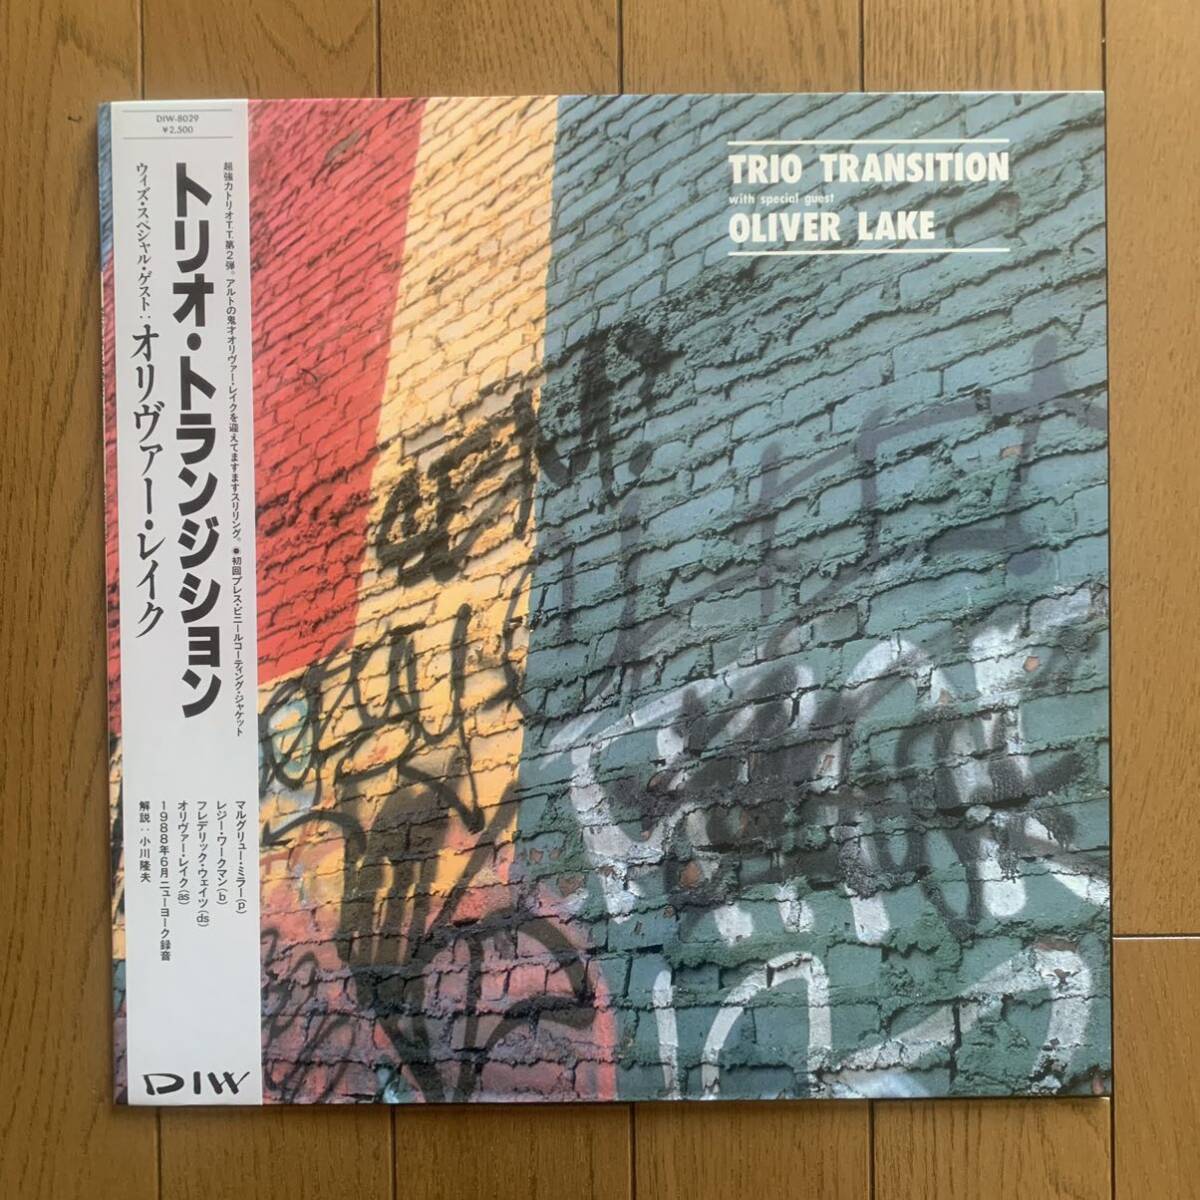 DIW-8029
¥2,500
超強力トリオT.T.第2弾。アルトの鬼才オリヴァー・レイクを迎えてますますスリリング。◉初回プレス・ビニールコーティング・ジャケット
トリオ・トランジション
ウィズ・スペシャル・ゲスト:オリヴァー・レイク
マルグリュー・ミラー(p)
レジー・ワークマン(b)
フレデリック・ウェイツ(ds)
オリヴァー・レイク(as)
1988年6月ニューヨーク録音
解説:小川隆夫
DIW
TRIO TRANSITION
with special guest
OLIVER LAKE